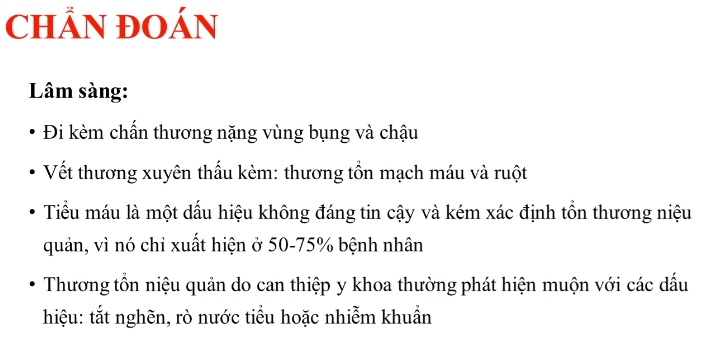 CHẨN ĐOÁN
Lâm sàng:
• Đi kèm chấn thương nặng vùng bụng và chậu
• Vết thương xuyên thấu kèm: thương tổn mạch máu và ruột
• Tiểu máu là một dấu hiệu không đáng tin cậy và kém xác định tổn thương niệu
quản, vì nó chỉ xuất hiện ở 50-75% bệnh nhân
• Thương tổn niệu quản do can thiệp y khoa thường phát hiện muộn với các dấu
hiệu: tắt nghẽn, rò nước tiểu hoặc nhiễm khuẩn